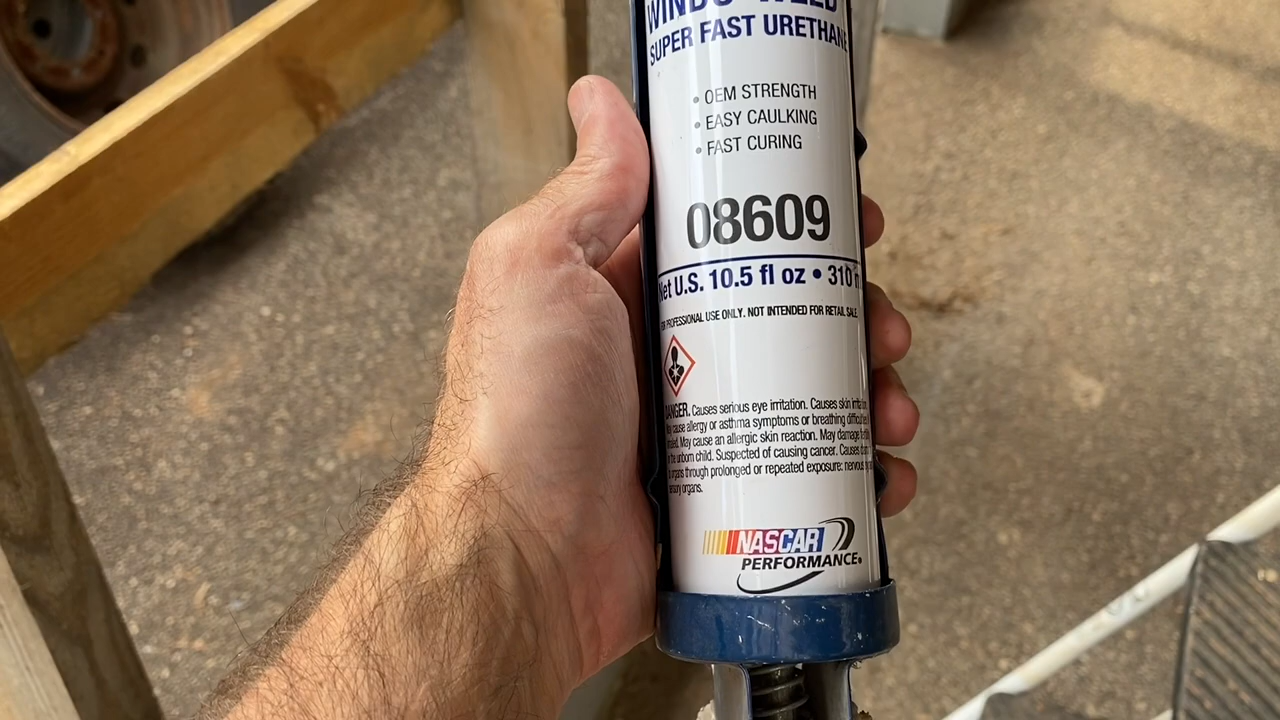 SUPER FAST URETHANE
• OEM STRENGTH
• EASY CAULKING
• FAST CURING
08609
Net U.S. 10.5 fl oz • 310
PROFESSIONAL USE ONLY. NOT INTENDED FOR RETAIL SALE.
DANGER. Causes serious eye irritation. Causes skin
cause allergy or asthma symptoms or breathing
May cause an allergic skin reaction. May damage
the unborn child. Suspected of causing cancer. Causes
organs through prolonged or repeated exposure: nervous
organs.
NASCAR
PERFORMANCE